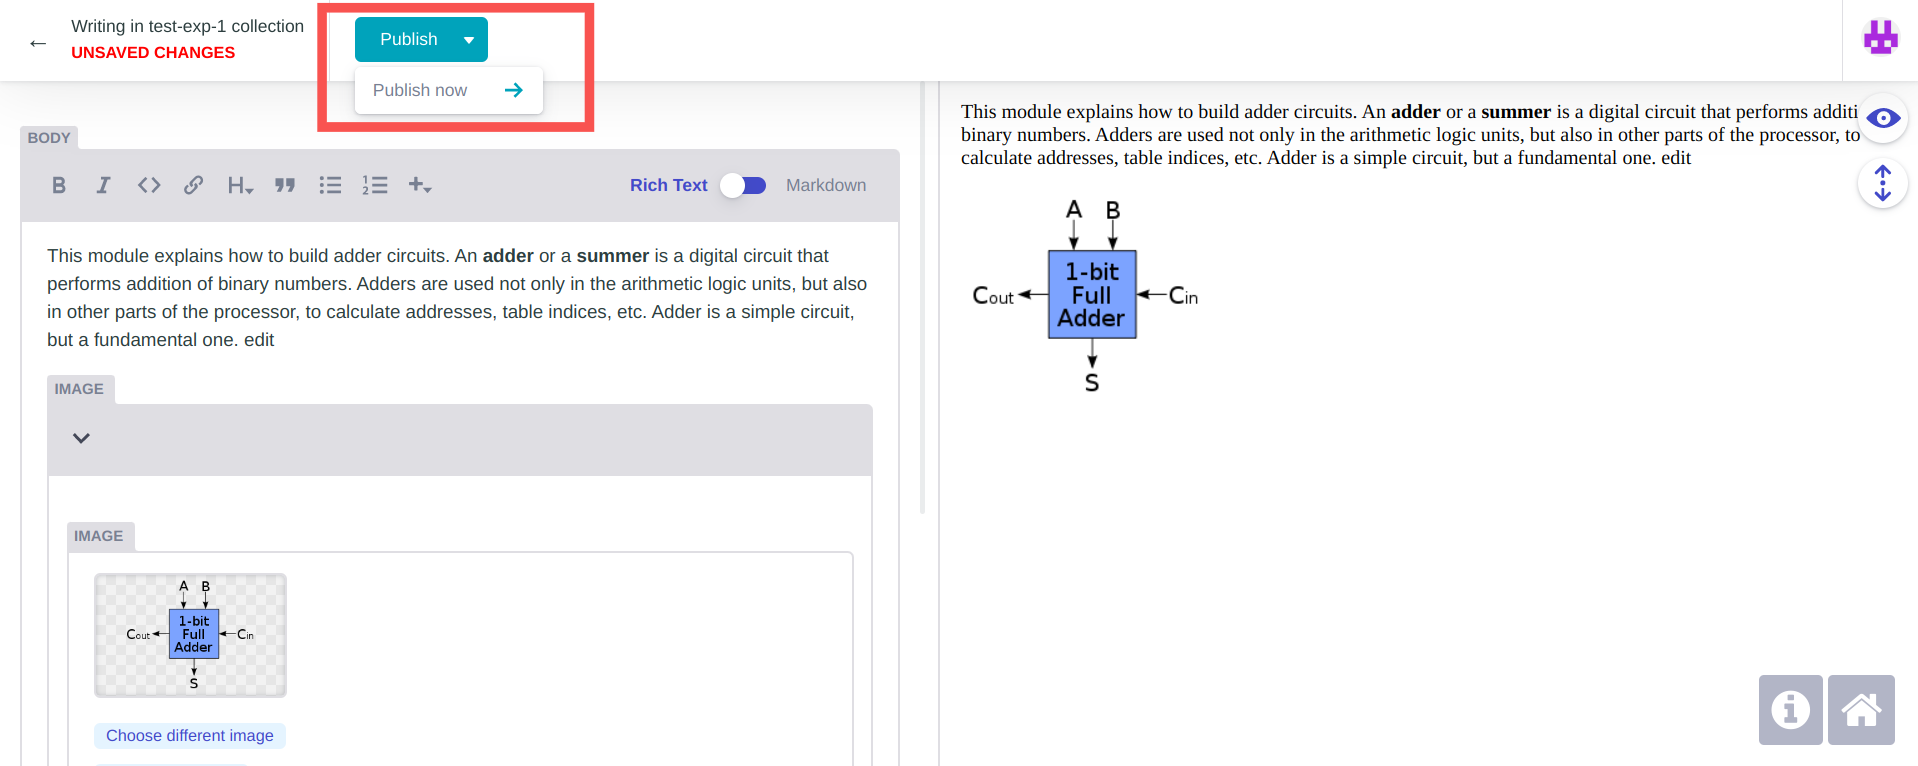 Writing in test-exp-1 collection
UNSAVED CHANGES
Publish
Publish now
BODY
Rich Text
Markdown
This module explains how to build adder circuits. An adder or a summer is a digital circuit that
performs addition of binary numbers. Adders are used not only in the arithmetic logic units, but also
in other parts of the processor, to calculate addresses, table indices, etc. Adder is a simple circuit,
but a fundamental one. edit
IMAGE
IMAGE
A B
1-bit
Cout Full Cin
Adder
S
Choose different image
This module explains how to build adder circuits. An adder or a summer is a digital circuit that performs additi
binary numbers. Adders are used not only in the arithmetic logic units, but also in other parts of the processor, to
calculate addresses, table indices, etc. Adder is a simple circuit, but a fundamental one. edit
A B
1-bit
Cout Full Cin
Adder
S